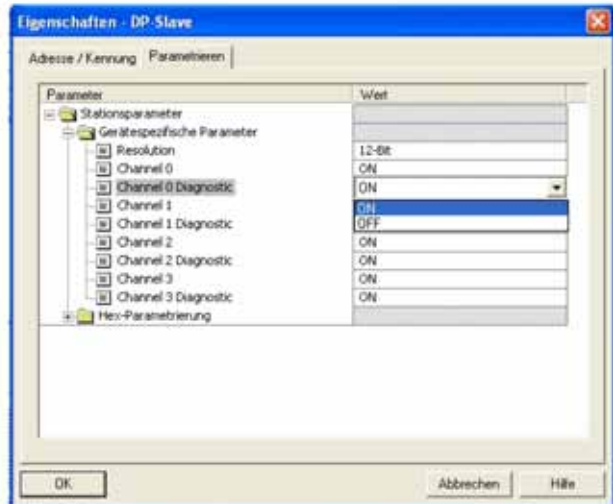 Eigenschaften - DP-Slave
Adresse / Kennung Parametrieren
Parameter Wert
Stationsparameter
Gerätespezifische Parameter
Resolution 12-Bit
Channel 0 ON
Channel 0 Diagnostic ON
Channel 1 ON
Channel 1 Diagnostic OFF
Channel 2 ON
Channel 2 Diagnostic ON
Channel 3 ON
Channel 3 Diagnostic ON
Hex-Parametrierung
OK Abbrechen Hilfe